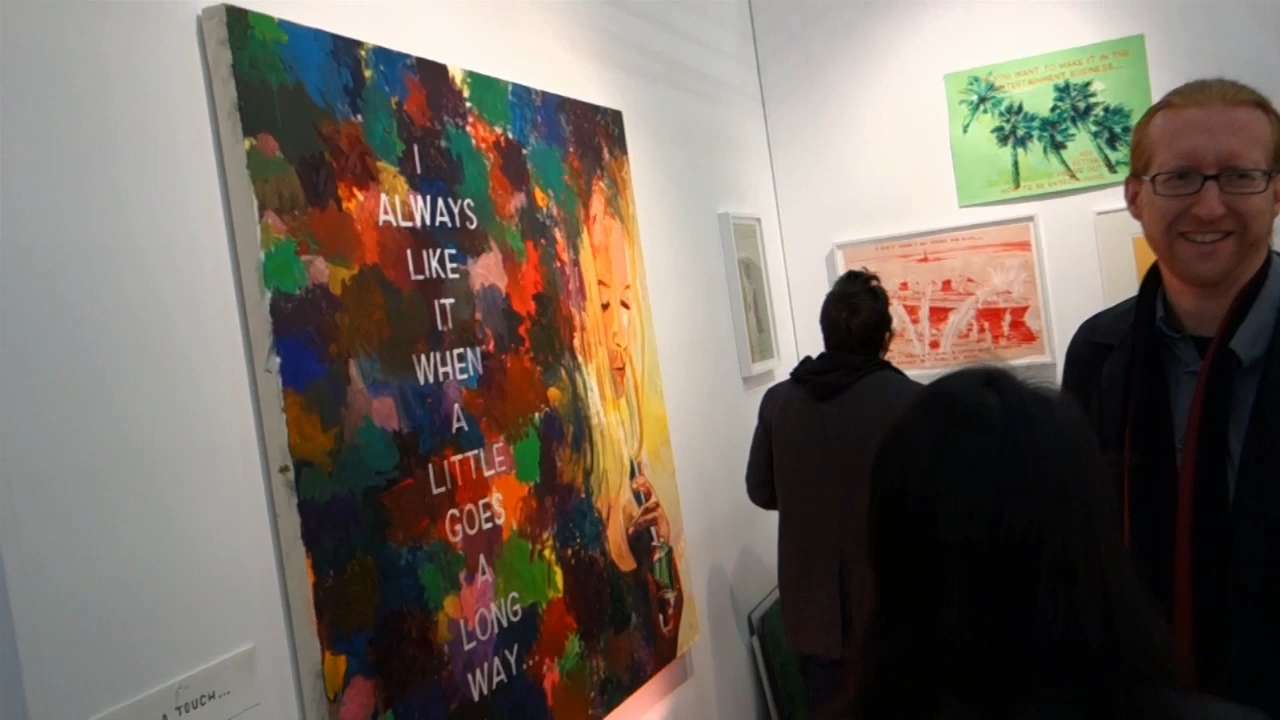 I
ALWAYS
LIKE
IT
WHEN
A
LITTLE
GOES
A
LONG
WAY...
YOU WANT TO MAKE IT IN THE
ENTERTAINMENT BUSINESS...
A TOUCH...